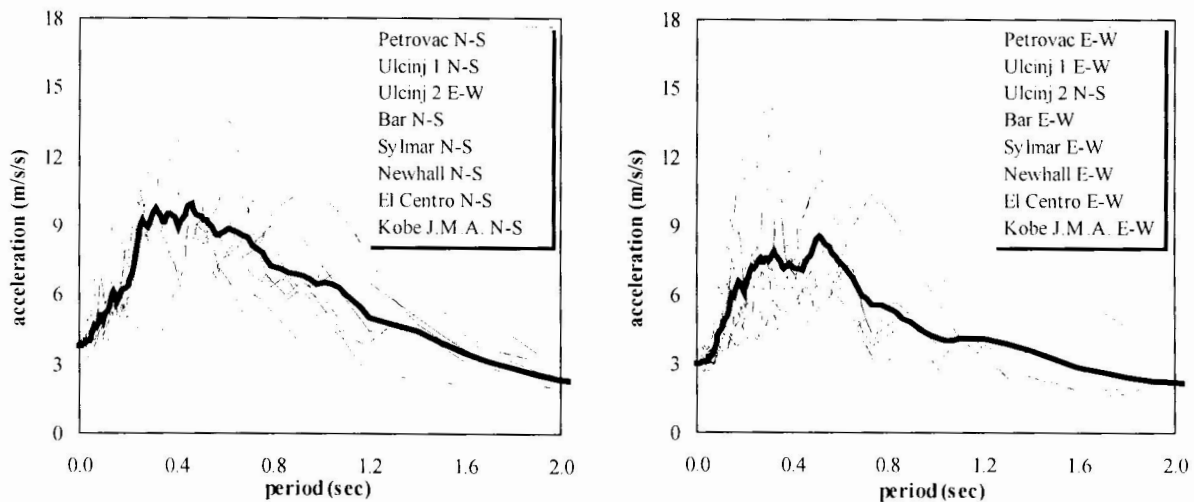 18
15
12
9
6
3
0
acceleration (m/s/s)
Petrovac N-S
Ulcinj 1 N-S
Ulcinj 2 E-W
Bar N-S
Sylmar N-S
Newhall N-S
El Centro N-S
Kobe J.M.A. N-S
0.0 0.4 0.8 1.2 1.6 2.0
period (sec)
18
15
12
9
6
3
0
acceleration (m/s/s)
Petrovac E-W
Ulcinj 1 E-W
Ulcinj 2 N-S
Bar E-W
Sylmar E-W
Newhall E-W
El Centro E-W
Kobe J.M.A. E-W
0.0 0.4 0.8 1.2 1.6 2.0
period (sec)